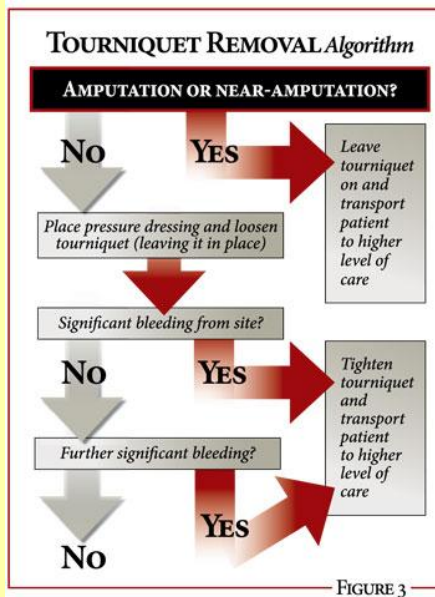 TOURNIQUET REMOVAL Algorithm
AMPUTATION OR NEAR-AMPUTATION?
NO
YES
Leave
tourniquet
on and
transport
patient
to higher
level of
care
Place pressure dressing and loosen
tourniquet (leaving it in place)
Significant bleeding from site?
NO
YES
Tighten
tourniquet
and
transport
patient
to higher
level of
care
Further significant bleeding?
NO
YES
FIGURE 3